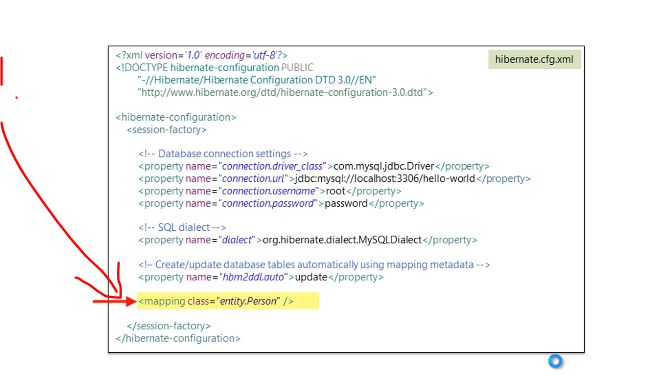 hibernate.cfg.xml
<?xml version='1.0' encoding='utf-8'?>
<!DOCTYPE hibernate-configuration PUBLIC
"-//Hibernate/Hibernate Configuration DTD 3.0//EN"
"http://www.hibernate.org/dtd/hibernate-configuration-3.0.dtd">
<hibernate-configuration>
<session-factory>
<!-- Database connection settings -->
<property name="connection.driver_class">com.mysql.jdbc.Driver</property>
<property name="connection.url">jdbc:mysql://localhost:3306/hello-world</property>
<property name="connection.username">root</property>
<property name="connection.password">password</property>
<!-- SQL dialect -->
<property name="dialect">org.hibernate.dialect.MySQLDialect</property>
<!– Create/update database tables automatically using mapping metadata -->
<property name="hbm2ddl.auto">update</property>
<mapping class="entity.Person" />
</session-factory>
</hibernate-configuration>